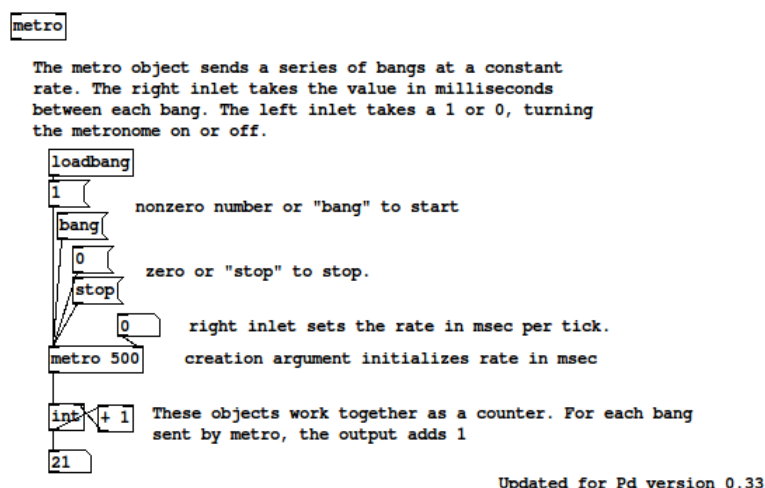 metro
The metro object sends a series of bangs at a constant
rate. The right inlet takes the value in milliseconds
between each bang. The left inlet takes a 1 or 0, turning
the metronome on or off.
loadbang
1
nonzero number or "bang" to start
bang
0
zero or "stop" to stop.
stop
0 right inlet sets the rate in msec per tick.
metro 500 creation argument initializes rate in msec
int + 1 These objects work together as a counter. For each bang
sent by metro, the output adds 1
21
Updated for Pd version 0.33